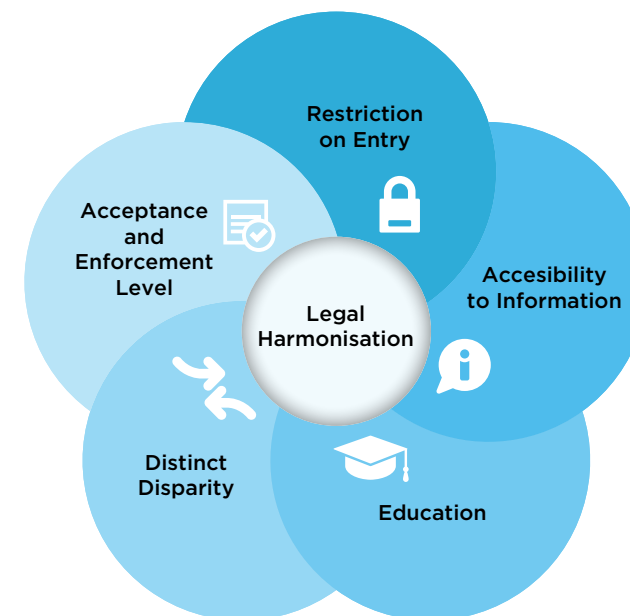 Restriction
on Entry
Acceptance
and
Enforcement
Level
Accesibility
to Information
Legal
Harmonisation
Distinct
Disparity
Education